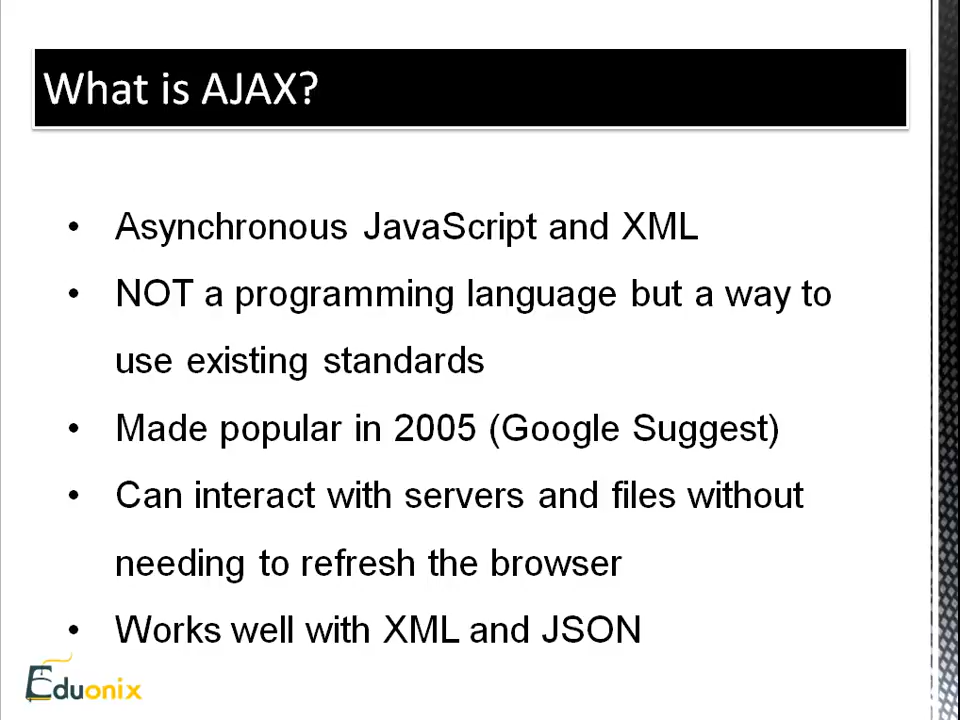 What is AJAX?
• Asynchronous JavaScript and XML
• NOT a programming language but a way to
use existing standards
• Made popular in 2005 (Google Suggest)
• Can interact with servers and files without
needing to refresh the browser
• Works well with XML and JSON
Eduonix